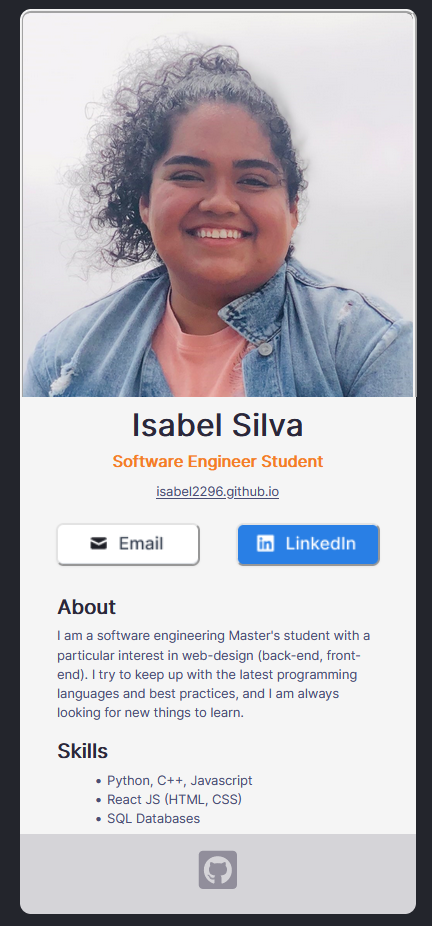 Isabel Silva
Software Engineer Student
isabel2296.github.io
Email
LinkedIn
About
I am a software engineering Master's student with a
particular interest in web-design (back-end, front-
end). I try to keep up with the latest programming
languages and best practices, and I am always
looking for new things to learn.
Skills
• Python, C++, Javascript
• React JS (HTML, CSS)
• SQL Databases